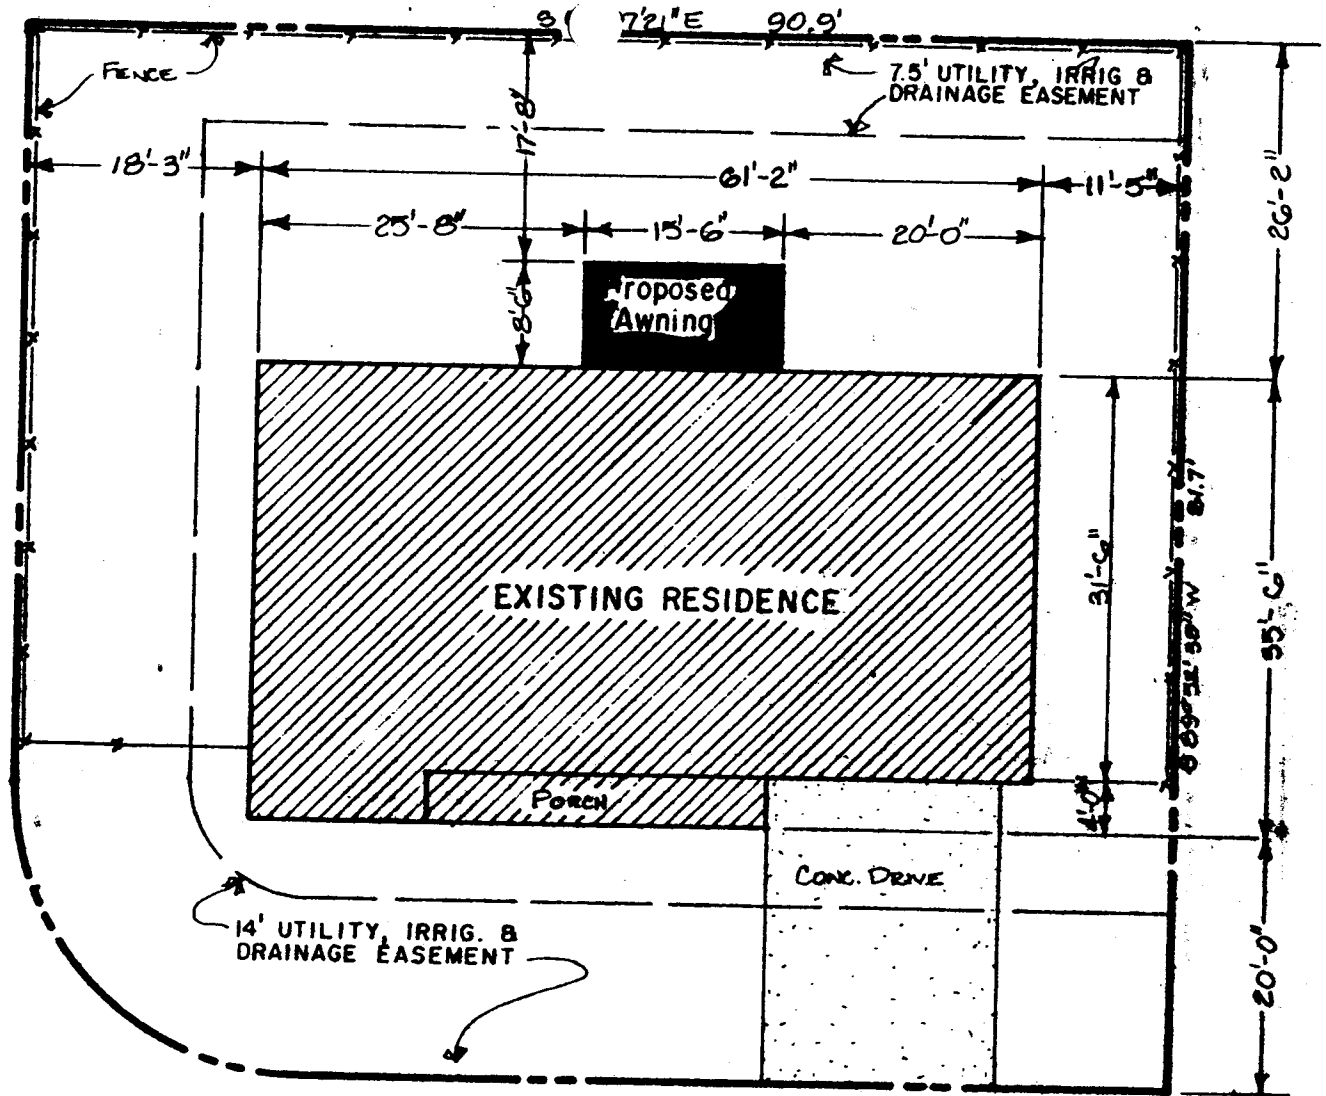 7'21" E 90.9'
FENCE
7.5' UTILITY, IRRIG &
DRAINAGE EASEMENT
17'-8"
18'-3"
61'-2"
11'-5"
26'-2"
25'-8"
15'-6"
20'-0"
8'-6"
Proposed
Awning
EXISTING RESIDENCE
31'-6"
81.7'
35'-6"
PORCH
4'-0"
CONC. DRIVE
14' UTILITY, IRRIG. &
DRAINAGE EASEMENT
20'-0"